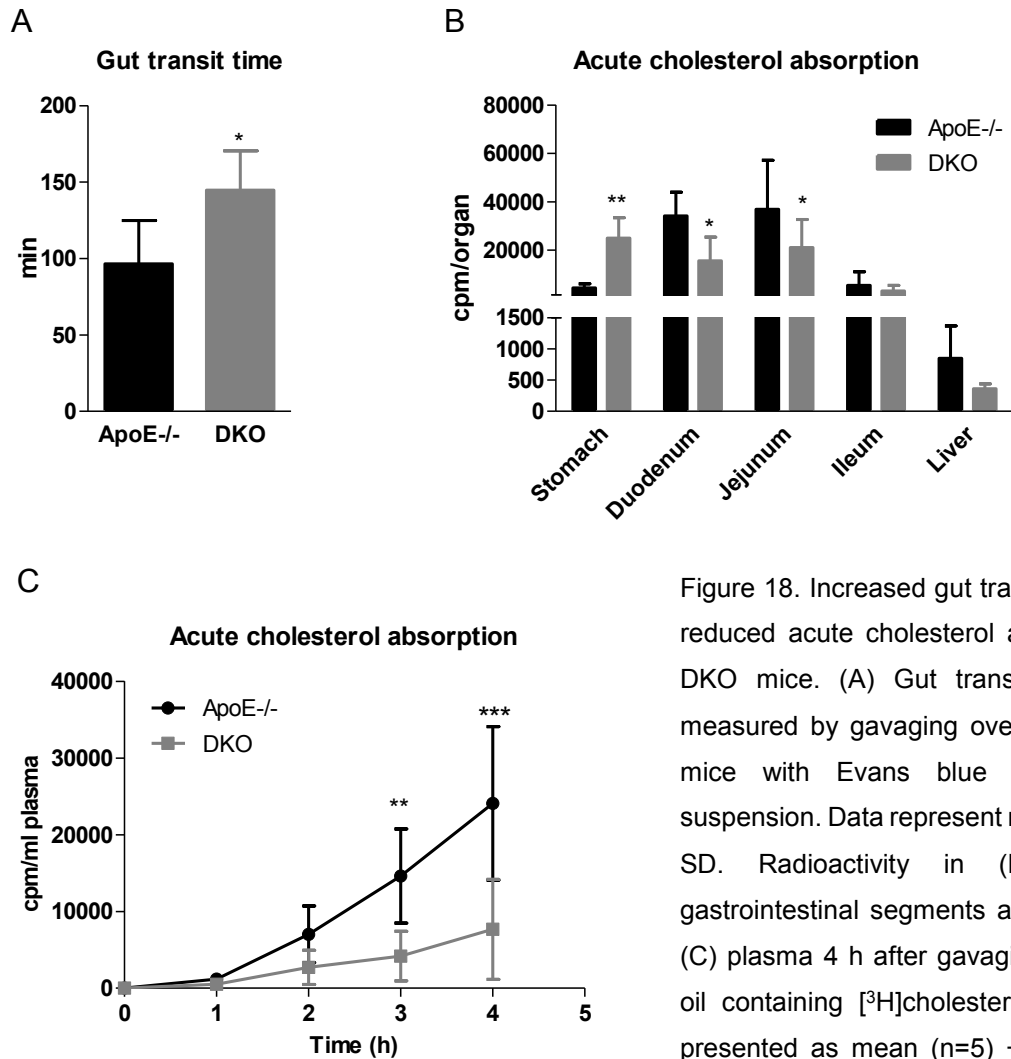 A
Gut transit time
200
150
100
50
0
min
*
ApoE-/-
DKO
B
Acute cholesterol absorption
80000
60000
40000
20000
1500
1000
500
0
cpm/organ
ApoE-/-
DKO
**
*
*
Stomach
Duodenum
Jejunum
Ileum
Liver
C
Acute cholesterol absorption
40000
30000
20000
10000
0
cpm/ml plasma
ApoE-/-
DKO
**
***
0 1 2 3 4 5
Time (h)
Figure 18. Increased gut tra
reduced acute cholesterol a
DKO mice. (A) Gut trans
measured by gavaging ove
mice with Evans blue
suspension. Data represent
SD. Radioactivity in (
gastrointestinal segments a
(C) plasma 4 h after gavagi
oil containing [³H]cholester
presented as mean (n=5)